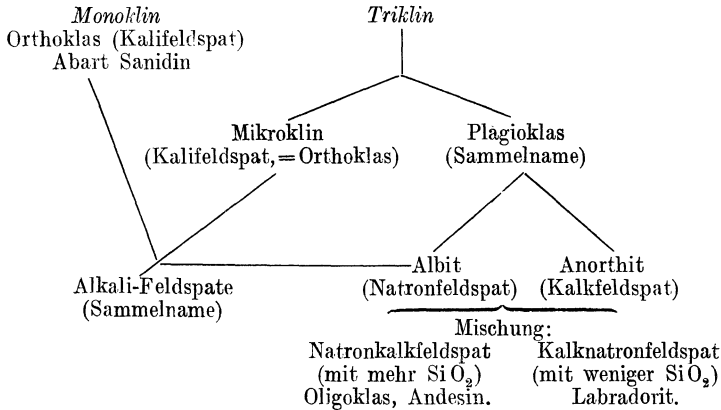 Monoklin
Orthoklas (Kalifeldspat)
Abart Sanidin
Triklin
Mikroklin
(Kalifeldspat, = Orthoklas)
Plagioklas
(Sammelname)
Alkali-Feldspate
(Sammelname)
Albit
(Natronfeldspat)
Anorthit
(Kalkfeldspat)
Mischung:
Natronkalkfeldspat
(mit mehr SiO₂)
Oligoklas, Andesin.
Kalknatronfeldspat
(mit weniger SiO₂)
Labradorit.